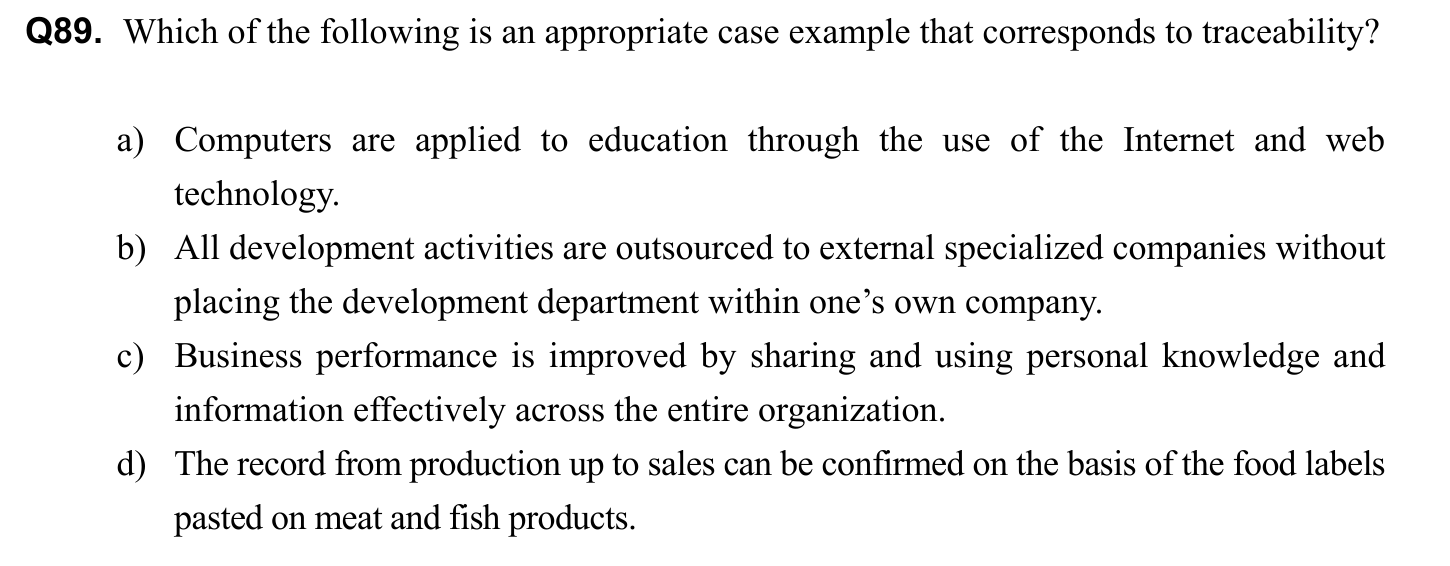 Q89. Which of the following is an appropriate case example that corresponds to traceability?
a) Computers are applied to education through the use of the Internet and web
technology.
b) All development activities are outsourced to external specialized companies without
placing the development department within one’s own company.
c) Business performance is improved by sharing and using personal knowledge and
information effectively across the entire organization.
d) The record from production up to sales can be confirmed on the basis of the food labels
pasted on meat and fish products.